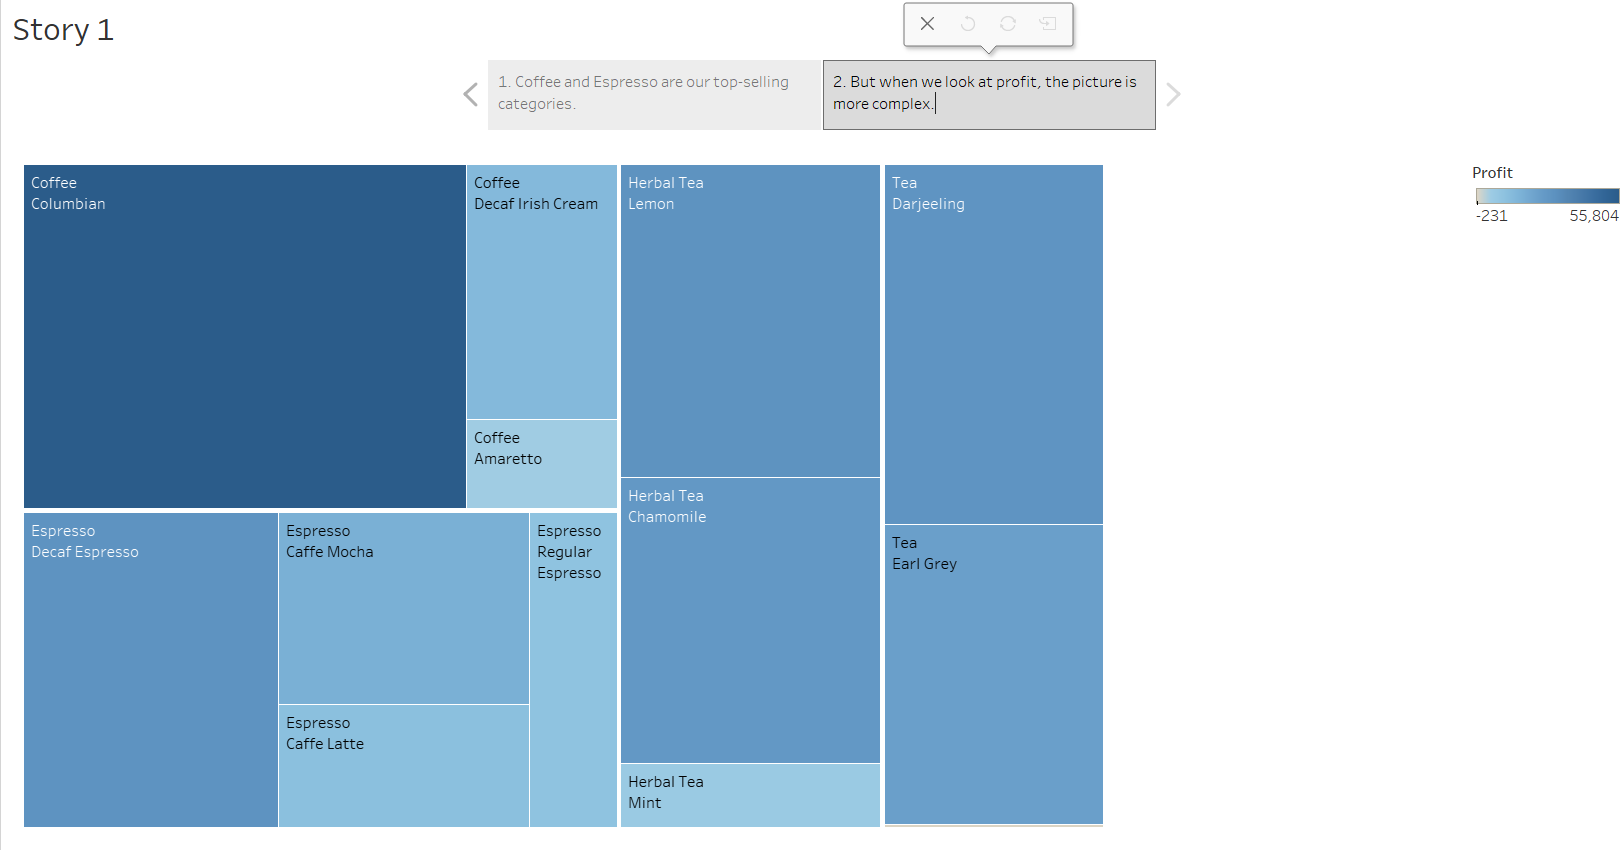 Story 1
1. Coffee and Espresso are our top-selling
categories.
2. But when we look at profit, the picture is
more complex.
Coffee
Columbian
Coffee
Decaf Irish Cream
Coffee
Amaretto
Espresso
Decaf Espresso
Espresso
Caffe Mocha
Espresso
Caffe Latte
Espresso
Regular
Espresso
Herbal Tea
Lemon
Herbal Tea
Chamomile
Herbal Tea
Mint
Tea
Darjeeling
Tea
Earl Grey
Profit
-231 55,804